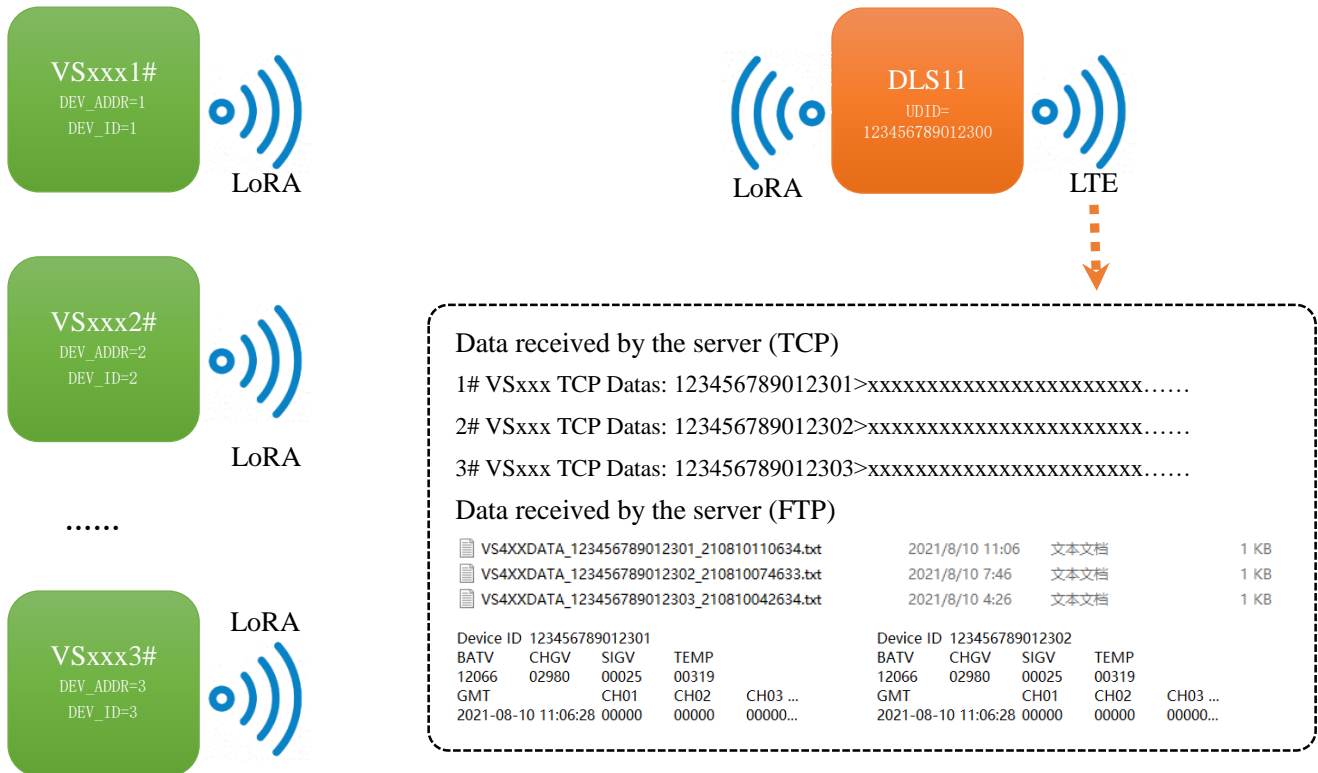 VSxxx1#
DEV_ADDR=1
DEV_ID=1
LoRA
DLS11
UDID=
123456789012300
LoRA
LTE
VSxxx2#
DEV_ADDR=2
DEV_ID=2
LoRA
......
VSxxx3#
DEV_ADDR=3
DEV_ID=3
LoRA
Data received by the server (TCP)
1# VSxxx TCP Datas: 123456789012301>xxxxxxxxxxxxxxxxxxxxxxx……
2# VSxxx TCP Datas: 123456789012302>xxxxxxxxxxxxxxxxxxxxxxx……
3# VSxxx TCP Datas: 123456789012303>xxxxxxxxxxxxxxxxxxxxxxx……
Data received by the server (FTP)
VS4XXDATA_123456789012301_210810110634.txt 2021/8/10 11:06 文本文档 1 KB
VS4XXDATA_123456789012302_210810074633.txt 2021/8/10 7:46 文本文档 1 KB
VS4XXDATA_123456789012303_210810042634.txt 2021/8/10 4:26 文本文档 1 KB
Device ID 123456789012301
BATV CHGV SIGV TEMP
12066 02980 00025 00319
GMT CH01 CH02 CH03 ...
2021-08-10 11:06:28 00000 00000 00000...
Device ID 123456789012302
BATV CHGV SIGV TEMP
12066 02980 00025 00319
GMT CH01 CH02 CH03 ...
2021-08-10 11:06:28 00000 00000 00000...